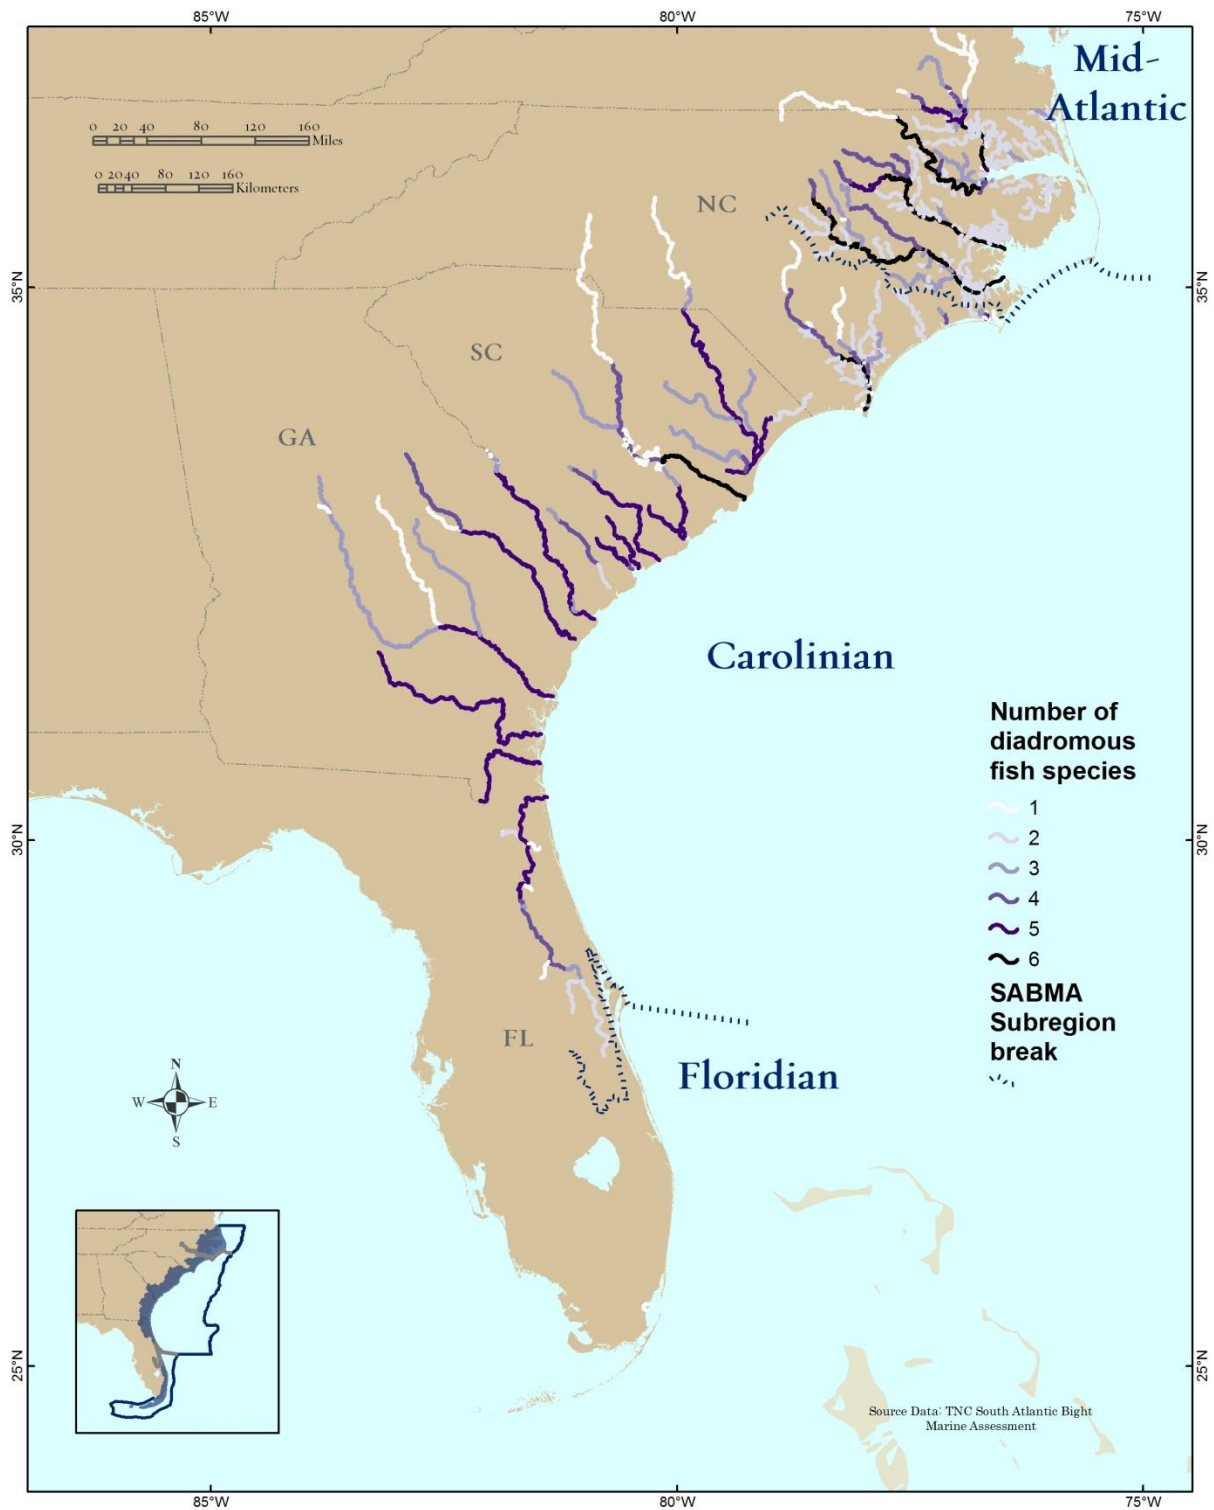 85°W
80°W
75°W
Mid-
Atlantic
0 20 40 80 120 160
Miles
0 2040 80 120 160
Kilometers
NC
35°N
35°N
SC
GA
Carolinian
Number of
diadromous
fish species
1
2
3
4
5
6
SABMA
Subregion
break
30°N
30°N
FL
Floridian
N
W
E
S
25°N
25°N
Source Data: TNC South Atlantic Bight
Marine Assessment
85°W
80°W
75°W